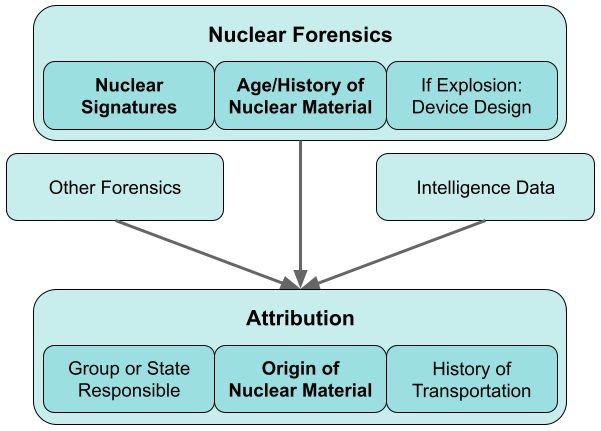 Nuclear Forensics
Nuclear
Signatures
Age/History of
Nuclear Material
If Explosion:
Device Design
Other Forensics
Intelligence Data
Attribution
Group or State
Responsible
Origin of
Nuclear Material
History of
Transportation